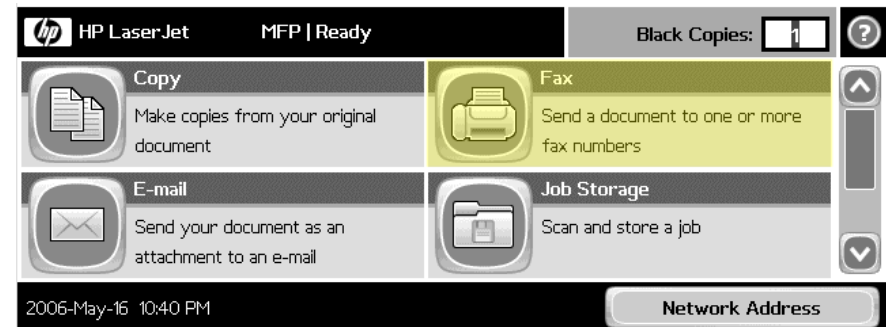 hp HP LaserJet MFP | Ready Black Copies: 1 ?
Copy
Make copies from your original
document
Fax
Send a document to one or more
fax numbers
E-mail
Send your document as an
attachment to an e-mail
Job Storage
Scan and store a job
2006-May-16 10:40 PM Network Address